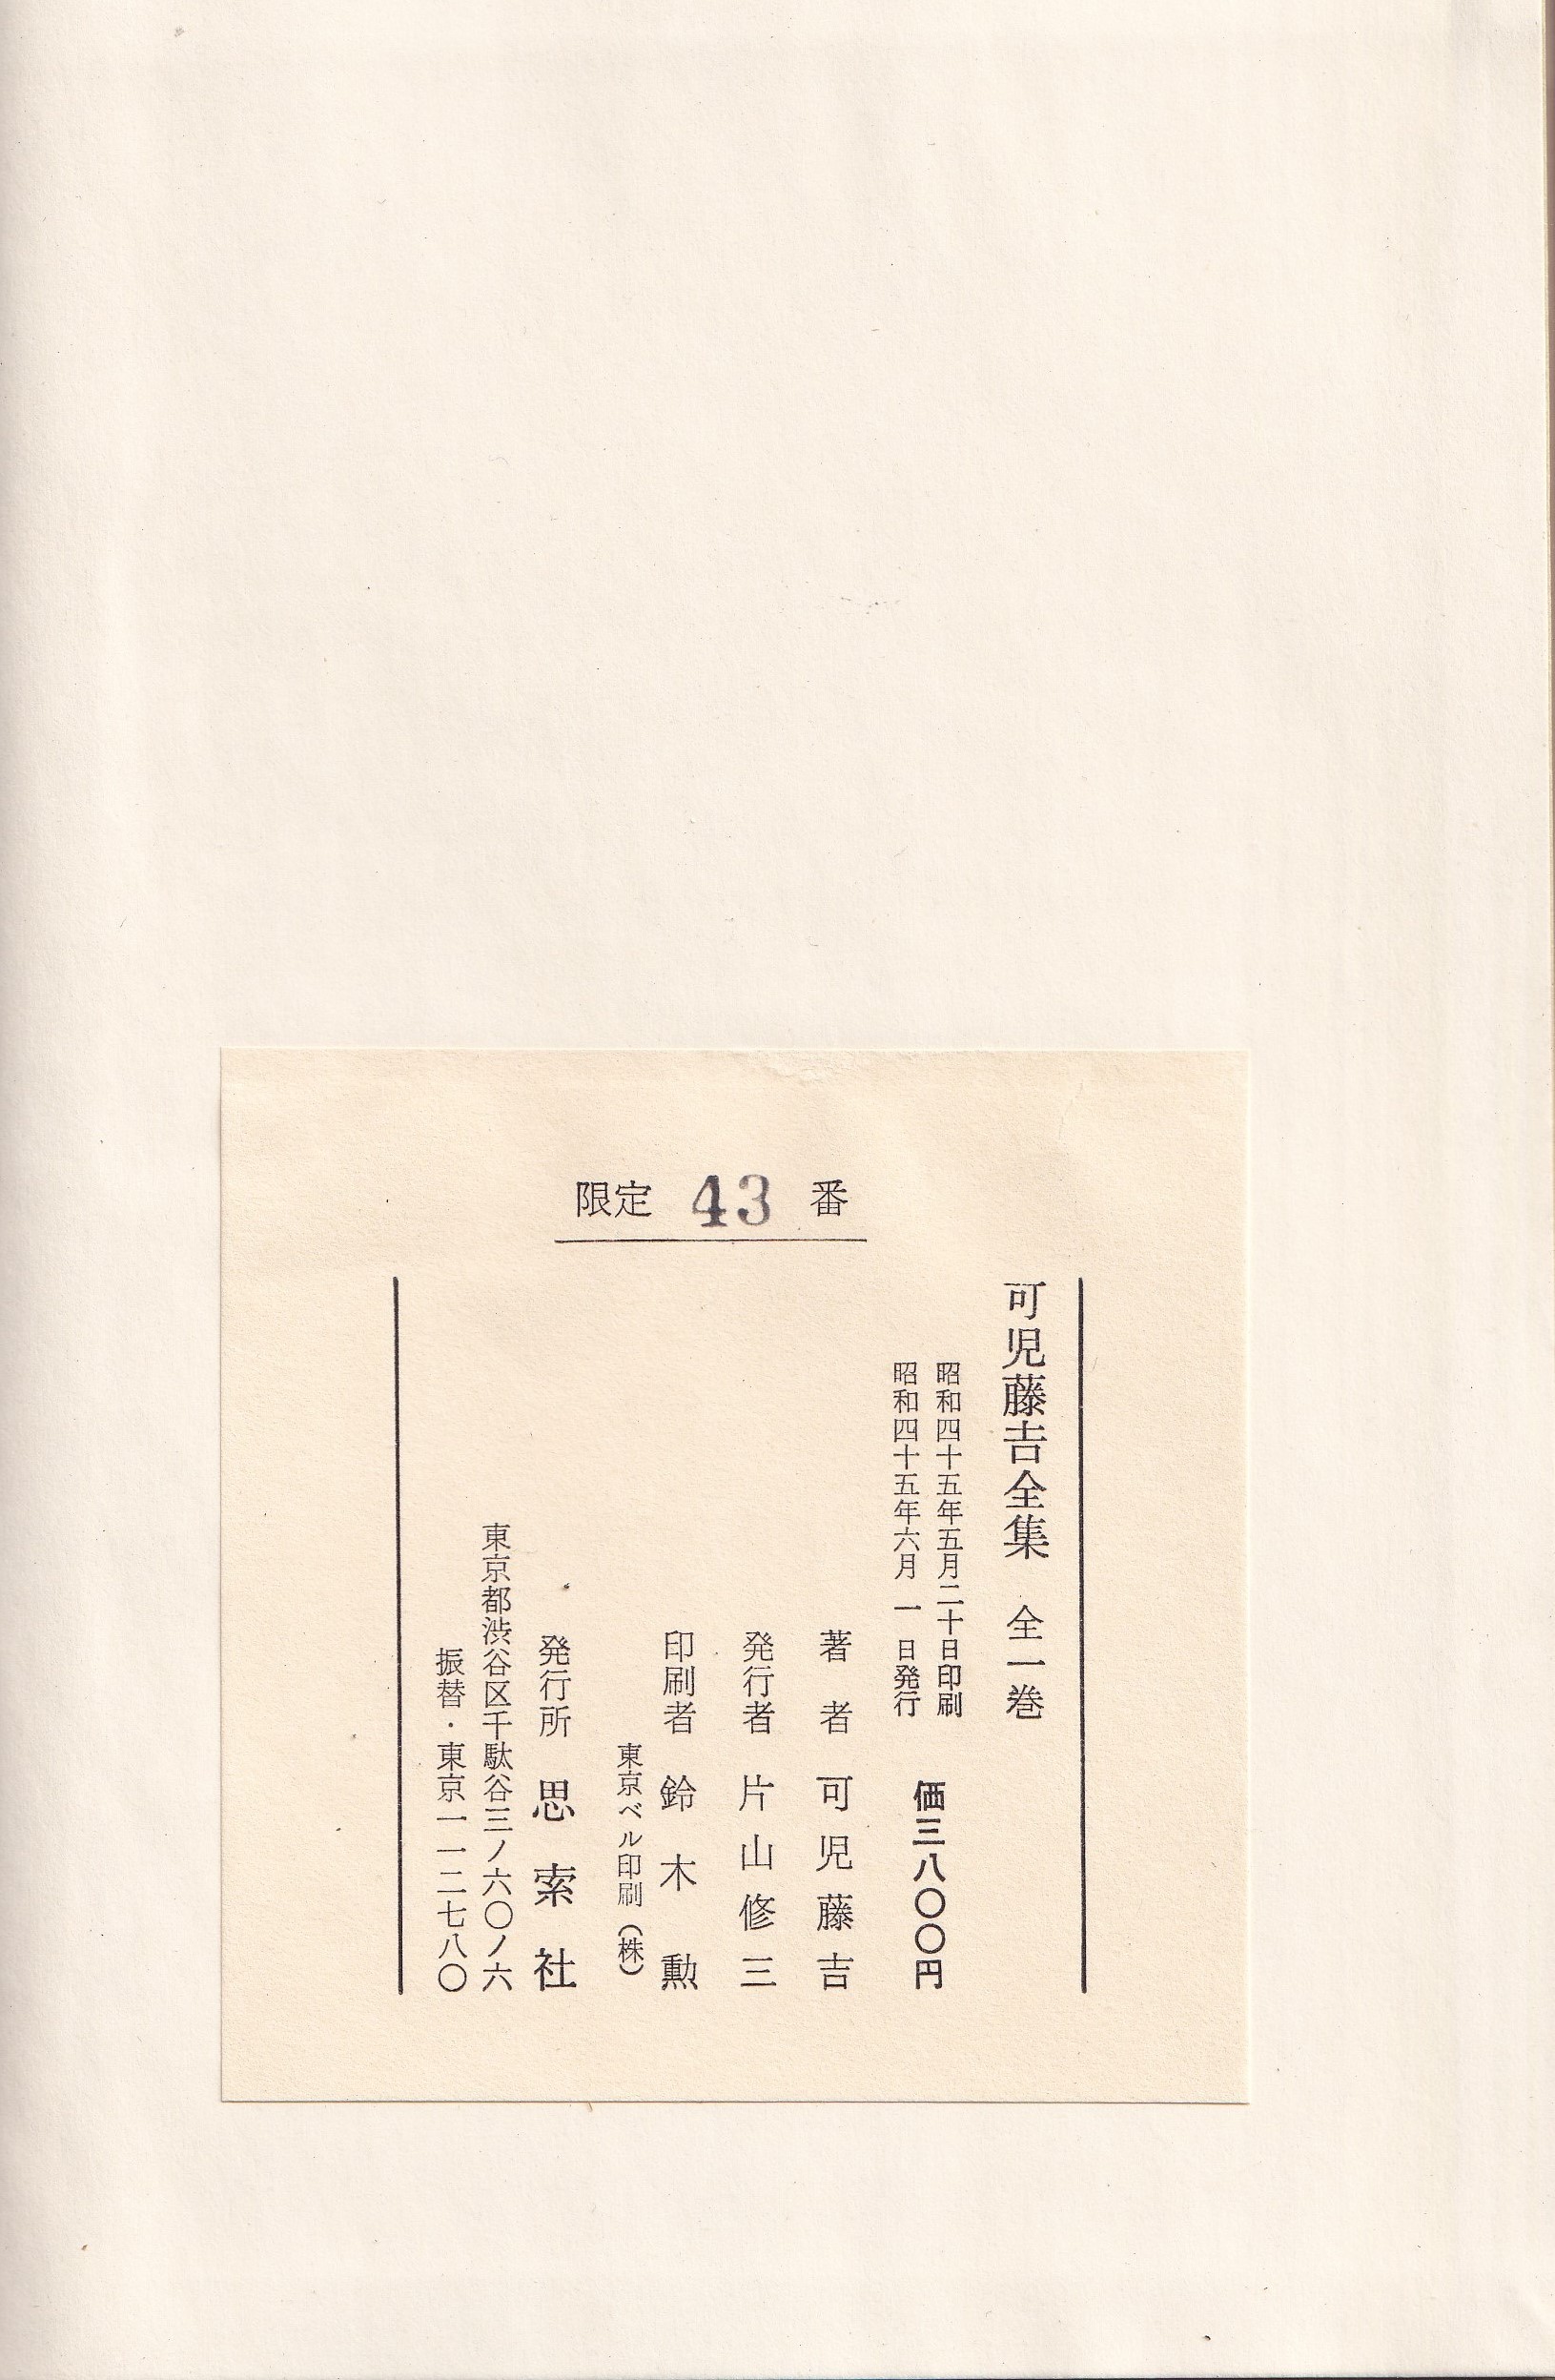 限定 43 番
可児藤吉全集 全一巻
昭和四十五年五月二十日印刷
昭和四十五年六月一日発行
価三八〇〇円
著者 可児藤吉
発行者 片山修三
印刷者 鈴木勲
東京ベル印刷(株)
発行所 思索社
東京都渋谷区千駄谷三ノ六〇ノ六
振替・東京一一二七八〇